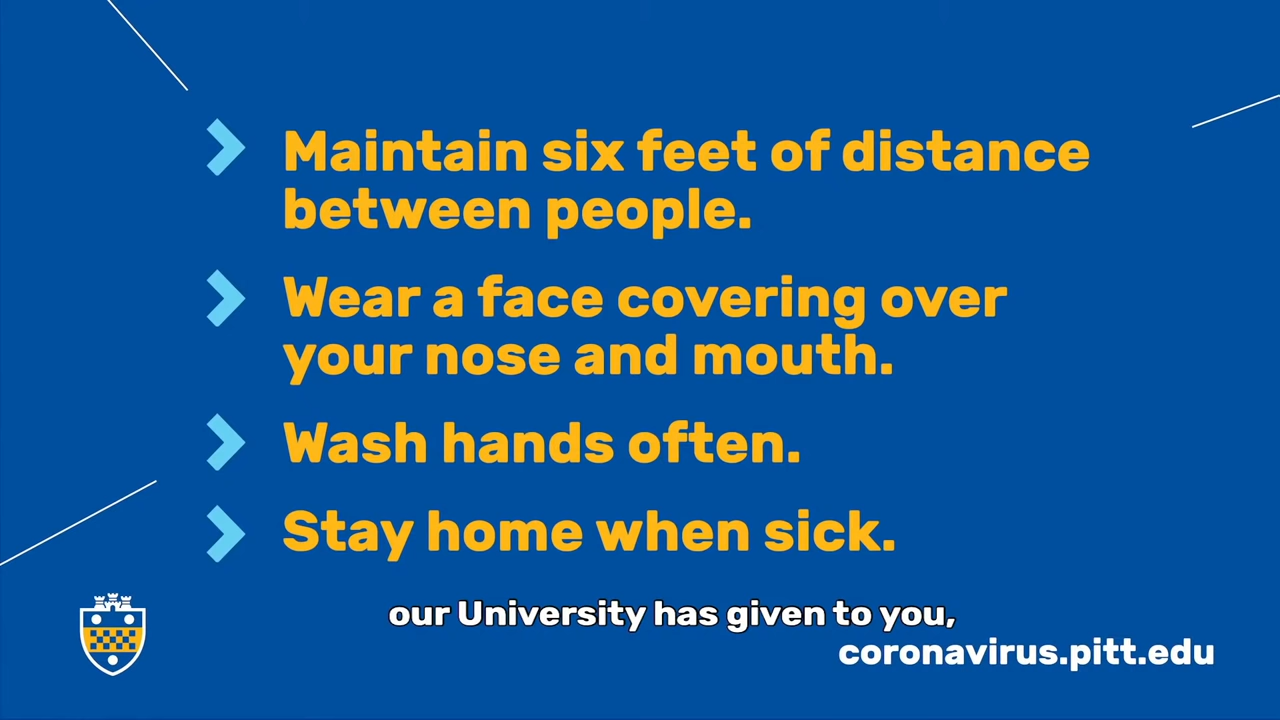 Maintain six feet of distance
between people.
Wear a face covering over
your nose and mouth.
Wash hands often.
Stay home when sick.
our University has given to you,
coronavirus.pitt.edu